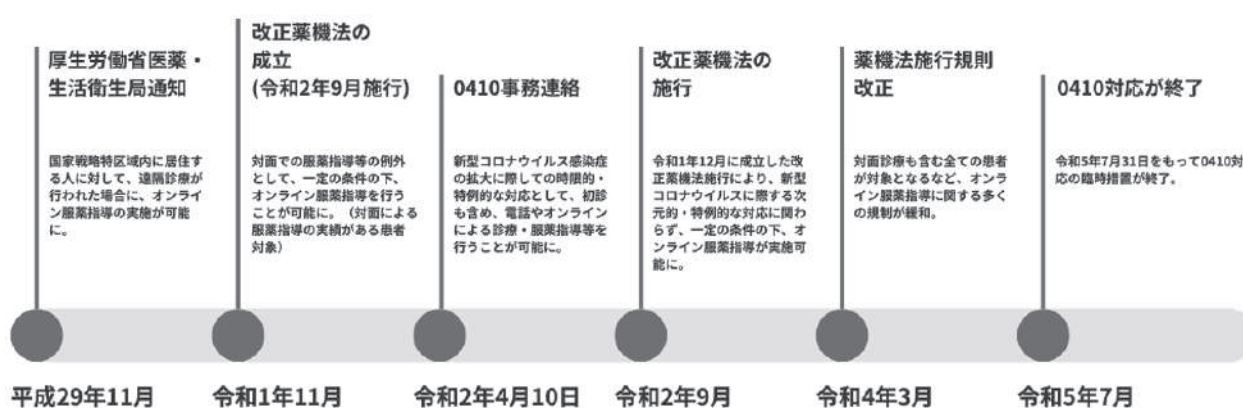 厚生労働省医薬・
生活衛生局通知
国家戦略特区域内に居住す
る人に対して、遠隔診療が
行われた場合に、オンライ
ン服薬指導の実施が可能
に。
平成29年11月
改正薬機法の
成立
(令和2年9月施行)
対面での服薬指導等の例外
として、一定の条件の下、
オンライン服薬指導を行う
ことが可能に。(対面による
服薬指導の実績がある患者
対象)
令和1年11月
0410事務連絡
新型コロナウイルス感染症
の拡大に際しての時限的・
特例的な対応として、初診
も含め、電話やオンライン
による診療・服薬指導等を
行うことが可能に。
令和2年4月10日
改正薬機法の
施行
令和1年12月に成立した改
正薬機法施行により、新型
コロナウイルスに際する次
元的・特例的な対応に関わ
らず、一定の条件の下、オ
ンライン服薬指導が実施可
能に。
令和2年9月
薬機法施行規則
改正
対面診療も含む全ての患者
が対象となるなど、オンラ
イン服薬指導に関する多く
の規制が緩和。
令和4年3月
0410対応が終了
令和5年7月31日をもって0410対
応の臨時措置が終了。
令和5年7月